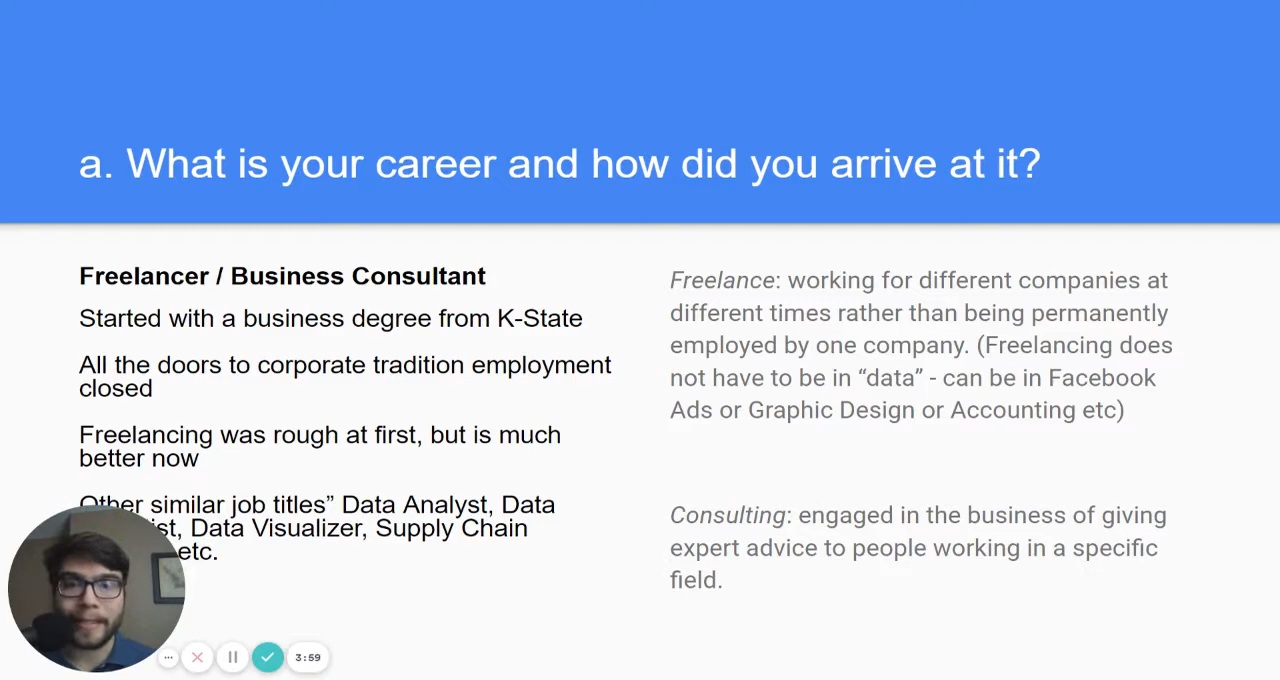 a. What is your career and how did you arrive at it?
Freelancer / Business Consultant
Started with a business degree from K-State
All the doors to corporate tradition employment
closed
Freelancing was rough at first, but is much
better now
Other similar job titles” Data Analyst, Data
Data Visualizer, Supply Chain
etc.
Freelance: working for different companies at
different times rather than being permanently
employed by one company. (Freelancing does
not have to be in “data” - can be in Facebook
Ads or Graphic Design or Accounting etc)
Consulting: engaged in the business of giving
expert advice to people working in a specific
field.
3:59